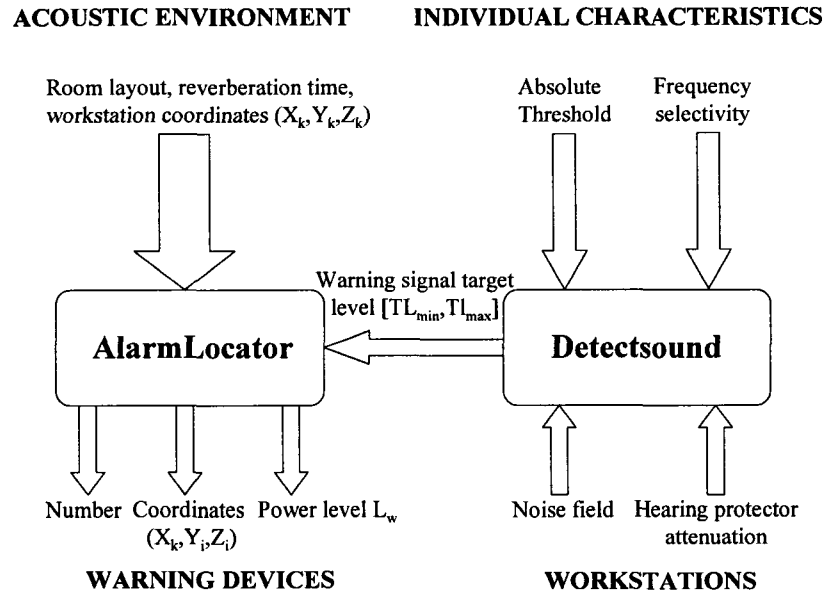 ACOUSTIC ENVIRONMENT
INDIVIDUAL CHARACTERISTICS
Room layout, reverberation time,
workstation coordinates (Xk,Yk,Zk)
Absolute
Threshold
Frequency
selectivity
Warning signal target
level [TLmin,Tlmax]
AlarmLocator
Detectsound
Number
Coordinates
(Xk,Yi,Zi)
Power level Lw
Noise field
Hearing protector
attenuation
WARNING DEVICES
WORKSTATIONS